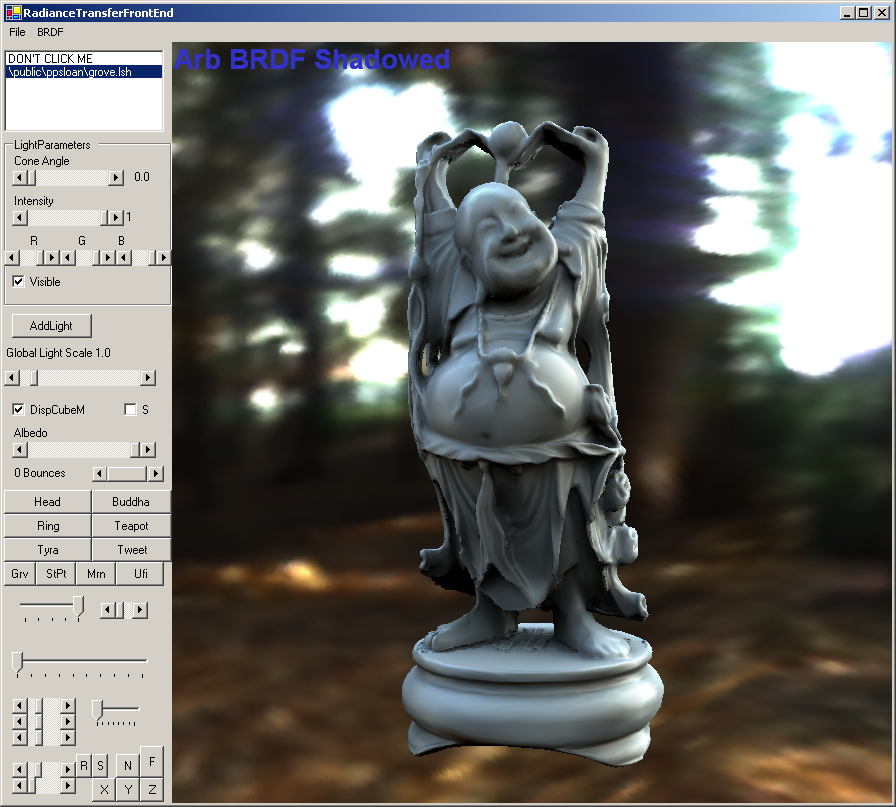 RadianceTransferFrontEnd
File BRDF
Arb BRDF Shadowed
DON'T CLICK ME
\public\ppsloan\grove.lsh
LightParameters
Cone Angle
0.0
Intensity
1
R G B
Visible
AddLight
Global Light Scale 1.0
DispCubeM S
Albedo
0 Bounces
Head Buddha
Ring Teapot
Tyra Tweet
Grv StPt Mrn Ufi
R S N F
X Y Z